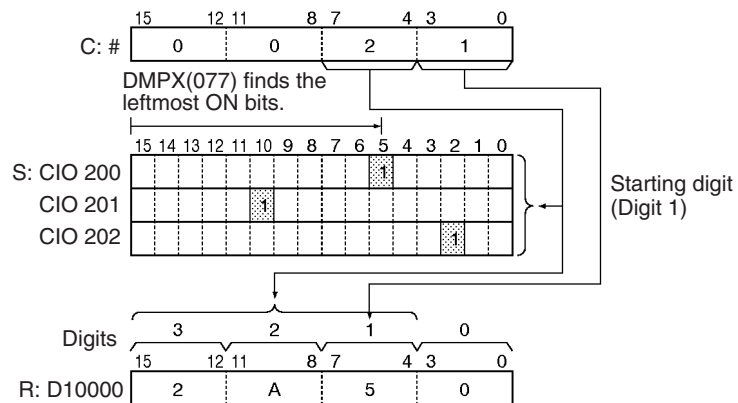 15 12 11 8 7 4 3 0
C: # 0 0 2 1
DMPX(077) finds the
leftmost ON bits.
15 14 13 12 11 10 9 8 7 6 5 4 3 2 1 0
S: CIO 200 1
CIO 201 1
CIO 202 1
Starting digit
(Digit 1)
Digits 3 2 1 0
15 12 11 8 7 4 3 0
R: D10000 2 A 5 0